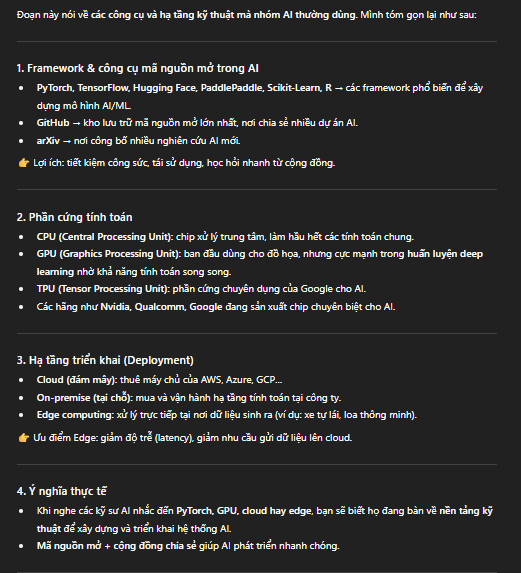 Đoạn này nói về các công cụ và hạ tầng kỹ thuật mà nhóm AI thường dùng. Mình tóm gọn lại như sau:
1. Framework & công cụ mã nguồn mở trong AI
• PyTorch, TensorFlow, Hugging Face, PaddlePaddle, Scikit-Learn, R → các framework phổ biến để xây
dựng mô hình AI/ML.
• GitHub → kho lưu trữ mã nguồn mở lớn nhất, nơi chia sẻ nhiều dự án AI.
• arXiv → nơi công bố nhiều nghiên cứu AI mới.
👉 Lợi ích: tiết kiệm công sức, tái sử dụng, học hỏi nhanh từ cộng đồng.
2. Phần cứng tính toán
• CPU (Central Processing Unit): chip xử lý trung tâm, làm hầu hết các tính toán chung.
• GPU (Graphics Processing Unit): ban đầu dùng cho đồ họa, nhưng cực mạnh trong huấn luyện deep
learning nhờ khả năng tính toán song song.
• TPU (Tensor Processing Unit): phần cứng chuyên dụng của Google cho AI.
• Các hãng như Nvidia, Qualcomm, Google đang sản xuất chip chuyên biệt cho AI.
3. Hạ tầng triển khai (Deployment)
• Cloud (đám mây): thuê máy chủ của AWS, Azure, GCP...
• On-premise (tại chỗ): mua và vận hành hạ tầng tính toán tại công ty.
• Edge computing: xử lý trực tiếp tại nơi dữ liệu sinh ra (ví dụ: xe tự lái, loa thông minh).
👉 Ưu điểm Edge: giảm độ trễ (latency), giảm nhu cầu gửi dữ liệu lên cloud.
4. Ý nghĩa thực tế
• Khi nghe các kỹ sư AI nhắc đến PyTorch, GPU, cloud hay edge, bạn sẽ biết họ đang bàn về nền tảng kỹ
thuật để xây dựng và triển khai hệ thống AI.
• Mã nguồn mở + cộng đồng chia sẻ giúp AI phát triển nhanh chóng.